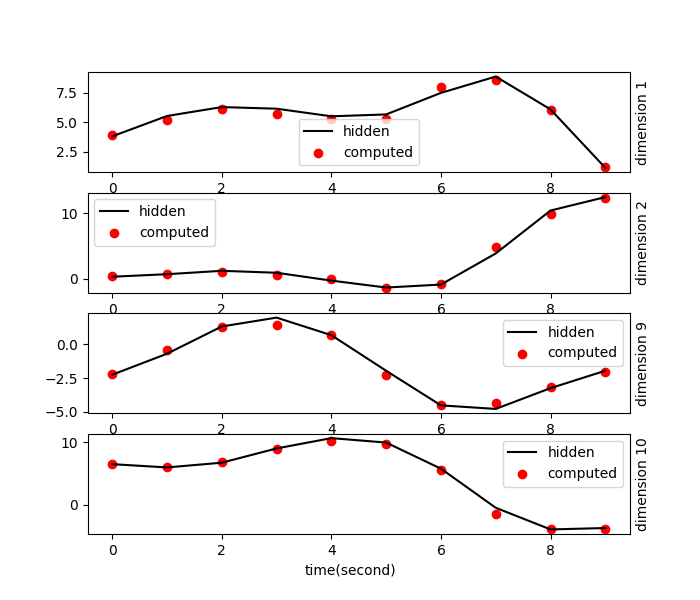 7.5
5.0
2.5
hidden
computed
0 2 4 6 8
dimension 1
10
0
hidden
computed
0 2 4 6 8
dimension 2
0.0
−2.5
−5.0
hidden
computed
0 2 4 6 8
dimension 9
10
0
hidden
computed
0 2 4 6 8
dimension 10
time(second)